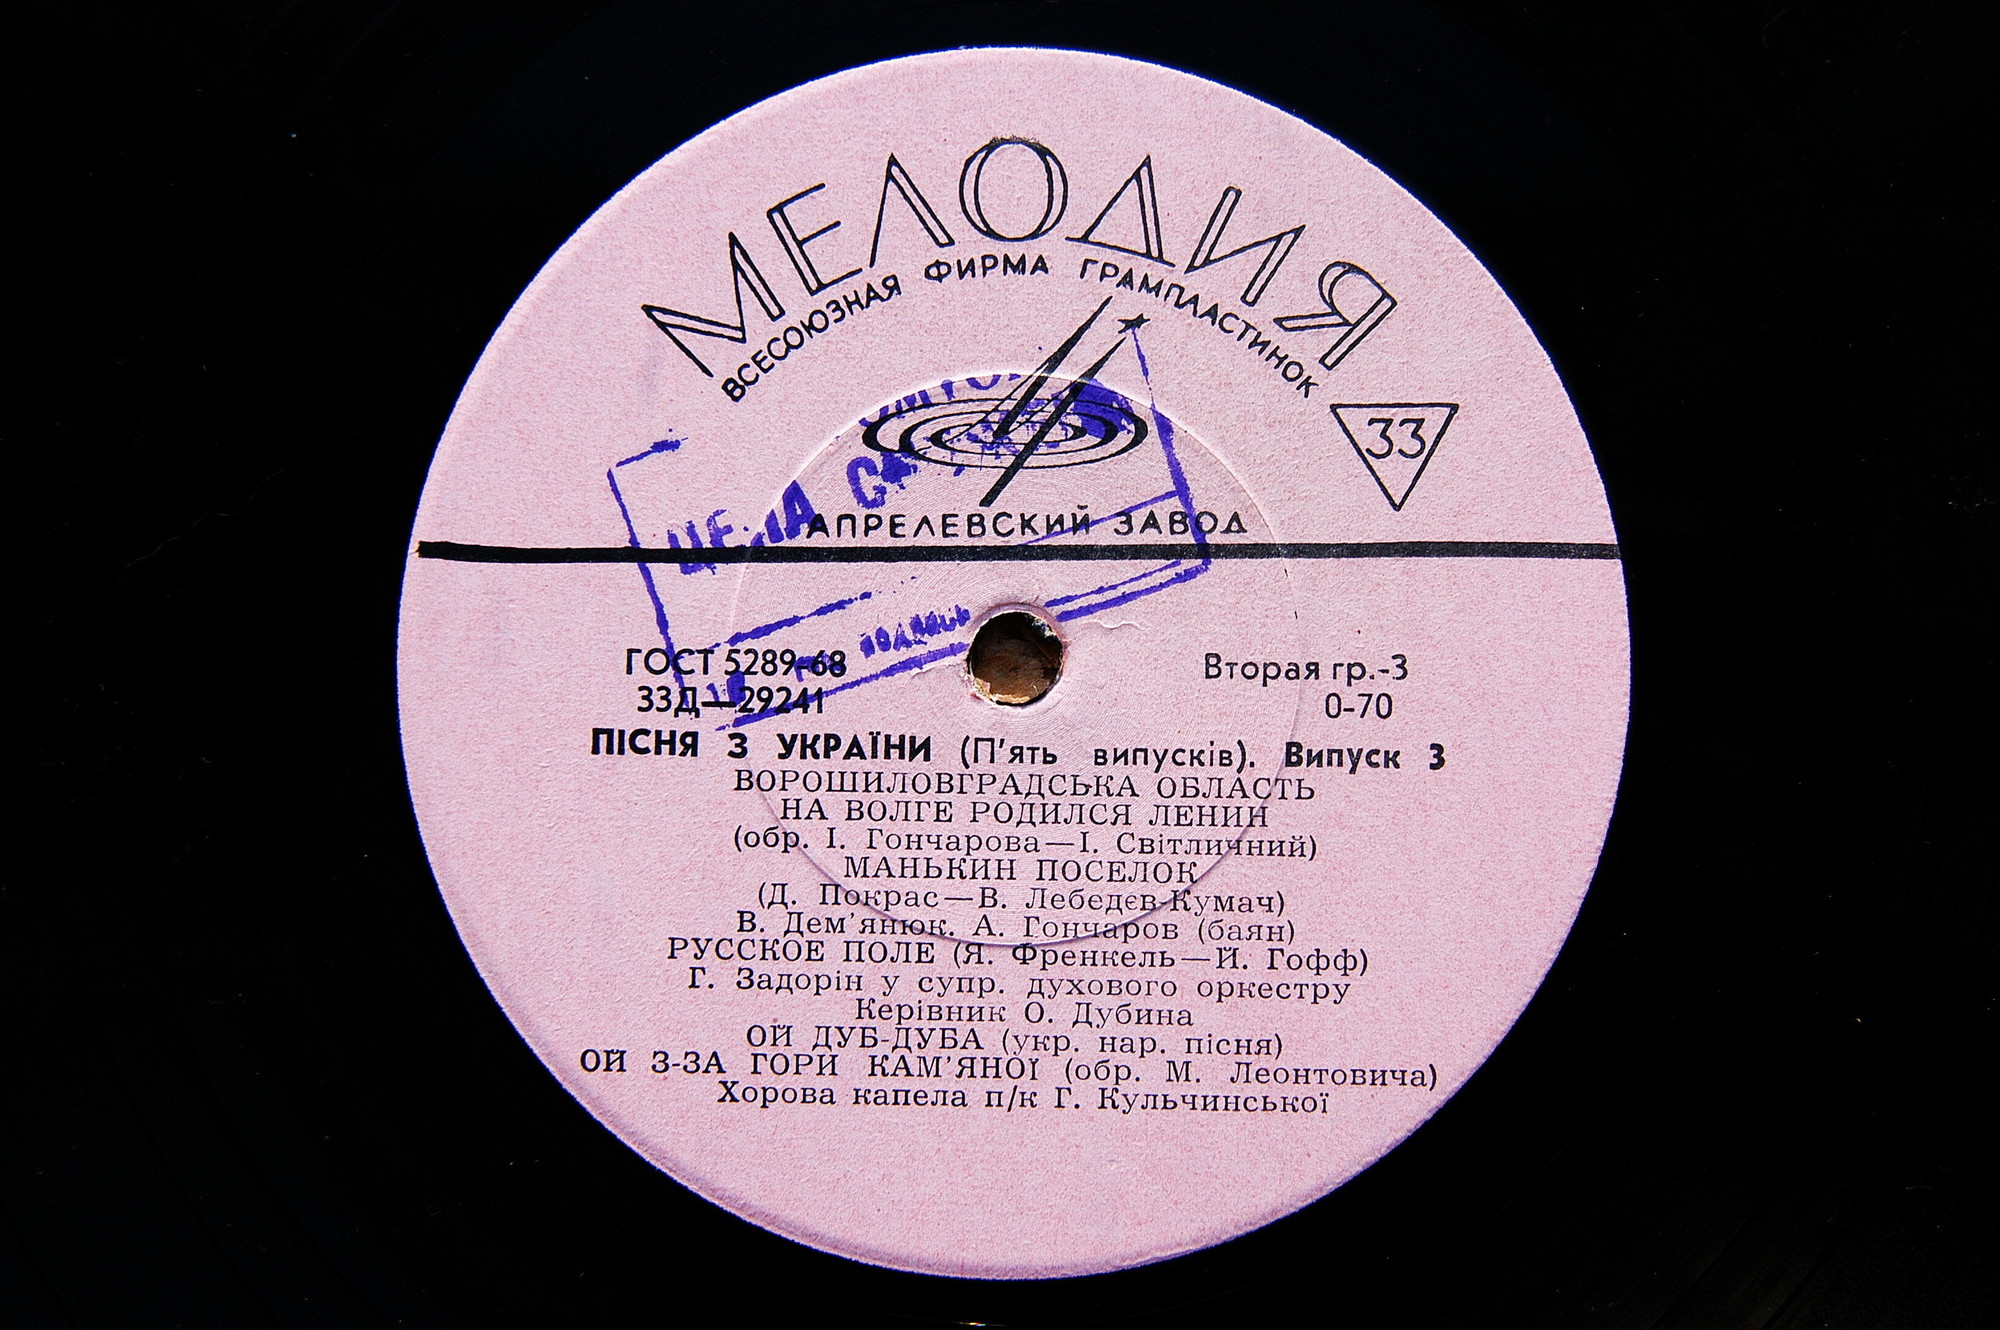 МЕЛОДИЯ
ВСЕСОЮЗНАЯ ФИРМА ГРАМПЛАСТИНОК
33
ЦЕНА
АПРЕЛЕВСКИЙ ЗАВОД
ГОСТ 5289-68
Вторая гр.-3
33Д—29241
0-70
ПІСНЯ З УКРАЇНИ (П'ять випусків). Випуск 3
ВОРОШИЛОВГРАДСЬКА ОБЛАСТЬ
НА ВОЛГЕ РОДИЛСЯ ЛЕНИН
(обр. І. Гончарова—І. Світличний)
МАНЬКИН ПОСЕЛОК
(Д. Покрас—В. Лебедєв-Кумач)
В. Дем'янюк. А. Гончаров (баян)
РУССКОЕ ПОЛЕ (Я. Френкель—Й. Гофф)
Г. Задорін у супр. духового оркестру
Керівник О. Дубина
ОЙ ДУБ-ДУБА (укр. нар. пісня)
ОЙ З-ЗА ГОРИ КАМ'ЯНОЇ (обр. М. Леонтовича)
Хорова капела п/к Г. Кульчинської